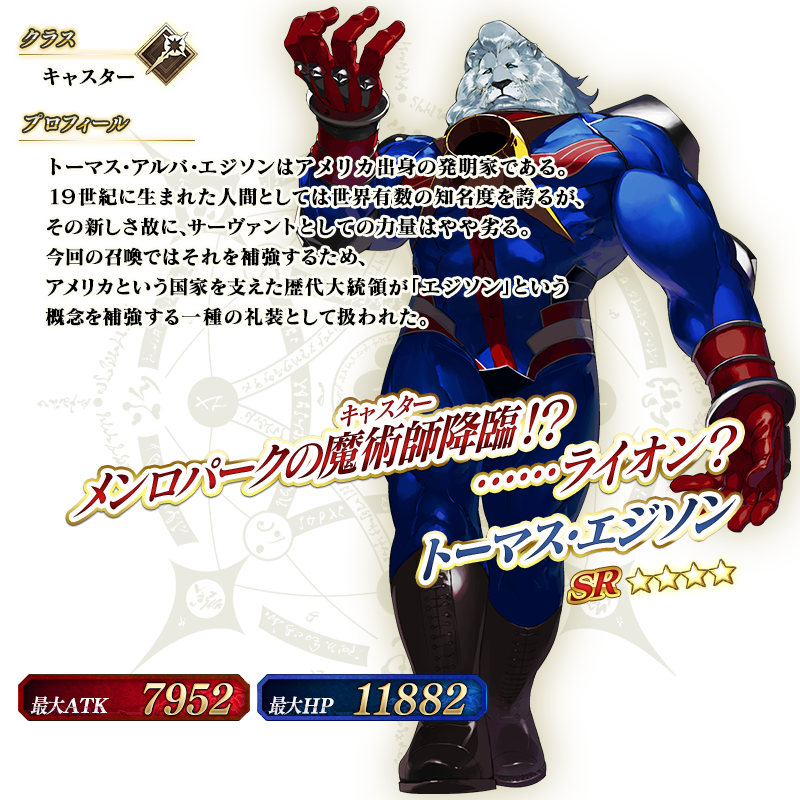 クラス
キャスター
プロフィール
トーマス・アルバ・エジソンはアメリカ出身の発明家である。
19世紀に生まれた人間としては世界有数の知名度を誇るが、
その新しさ故に、サーヴァントとしての力量はやや劣る。
今回の召喚ではそれを補強するため、
アメリカという国家を支えた歴代大統領が「エジソン」という
概念を補強する一種の礼装として扱われた。
キャスター
メンロパークの魔術師降臨!?
……ライオン?
トーマス・エジソン
SR ☆☆☆☆
最大ATK 7952
最大HP 11882